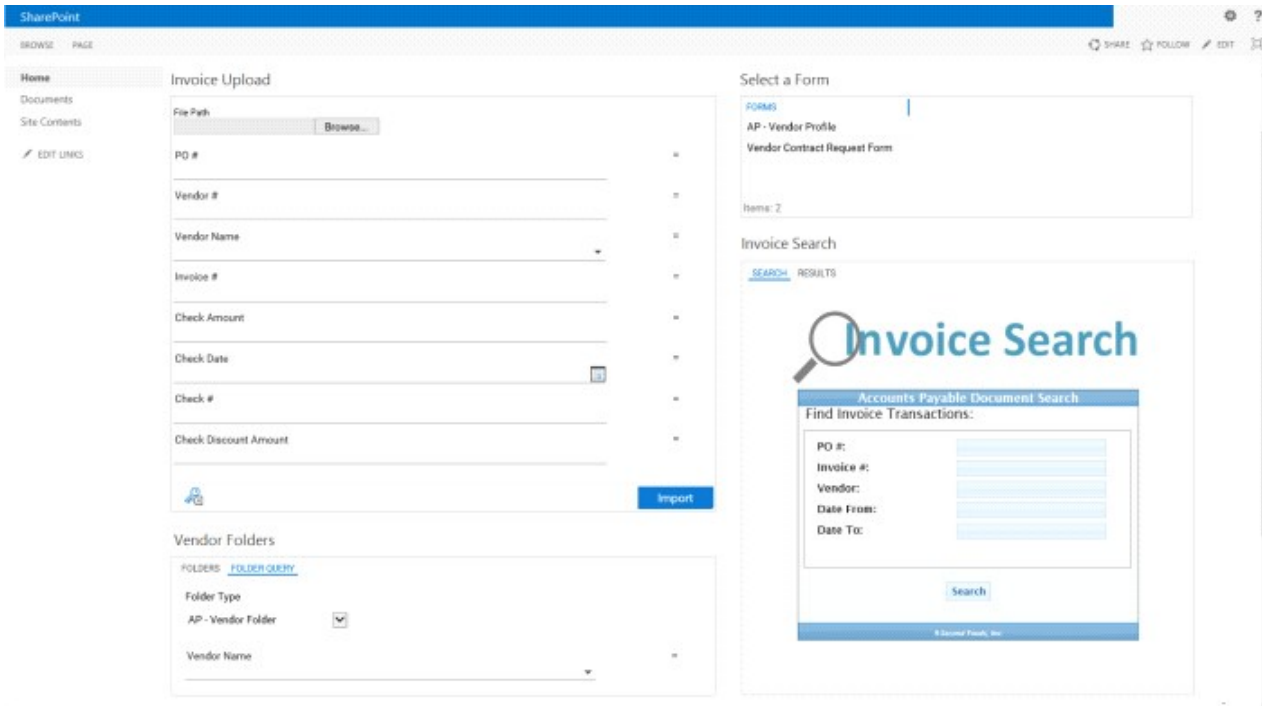 SharePoint
?
BROWSE PAGE
SHARE FOLLOW EDIT
Home
Documents
Site Contents
EDIT LINKS
Invoice Upload
File Path
Browse...
PO # =
Vendor # =
Vendor Name =
Invoice # =
Check Amount =
Check Date =
Check # =
Check Discount Amount =
Import
Vendor Folders
FOLDERS FOLDER QUERY
Folder Type
AP - Vendor Folder
Vendor Name =
Select a Form
FORMS
AP - Vendor Profile
Vendor Contract Request Form
Items: 2
Invoice Search
SEARCH RESULTS
Invoice Search
Accounts Payable Document Search
Find Invoice Transactions:
PO #:
Invoice #:
Vendor:
Date From:
Date To:
Search